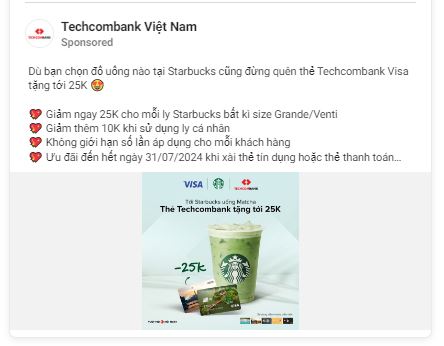 TECHCOMBANK
Techcombank Việt Nam
Sponsored
Dù bạn chọn đồ uống nào tại Starbucks cũng đừng quên thẻ Techcombank Visa
tặng tới 25K
Giảm ngay 25K cho mỗi ly Starbucks bất kì size Grande/Venti
Giảm thêm 10K khi sử dụng ly cá nhân
Không giới hạn số lần áp dụng cho mỗi khách hàng
Ưu đãi đến hết ngày 31/07/2024 khi xài thẻ tín dụng hoặc thẻ thanh toán...
VISA
TECHCOMBANK
Tới Starbucks uống Matcha
Thẻ Techcombank tặng tới 25K
-25K